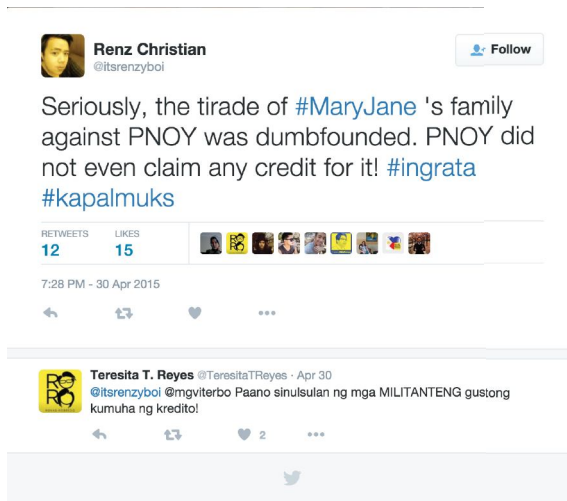 Renz Christian
@itsrenzyboi
Follow
Seriously, the tirade of #MaryJane 's family
against PNOY was dumbfounded. PNOY did
not even claim any credit for it! #ingrata
#kapalmuks
RETWEETS LIKES
12 15
7:28 PM - 30 Apr 2015
Teresita T. Reyes @TeresitaTReyes · Apr 30
@itsrenzyboi @mgviterbo Paano sinulsulan ng mga MILITANTENG gustong
kumuha ng kredito!
2
RO
RO